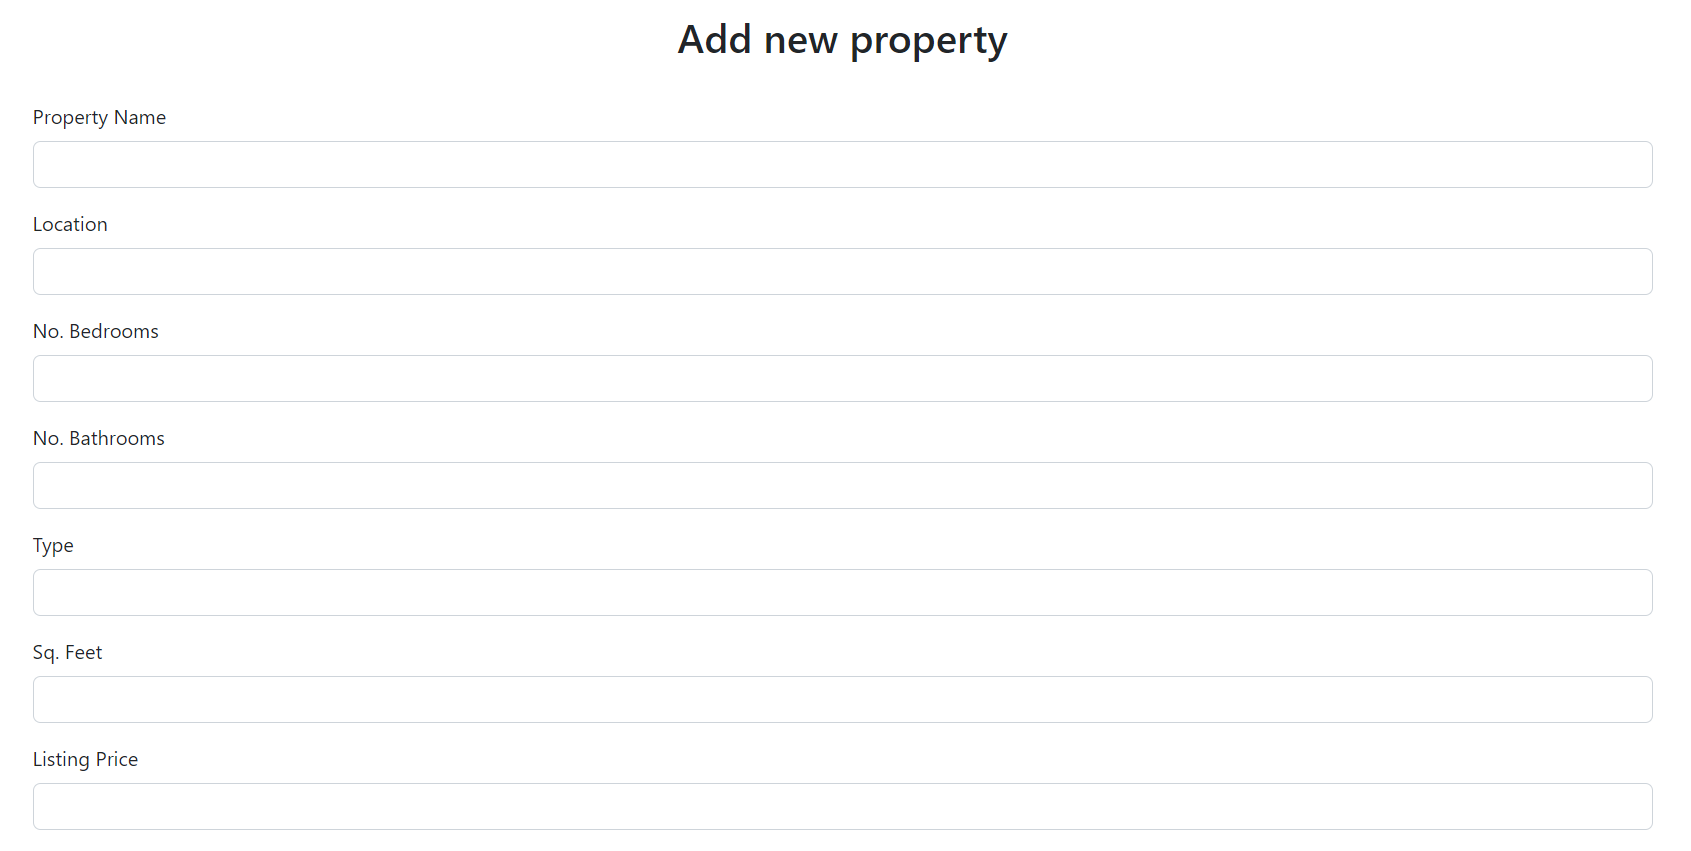 Add new property
Property Name
Location
No. Bedrooms
No. Bathrooms
Type
Sq. Feet
Listing Price